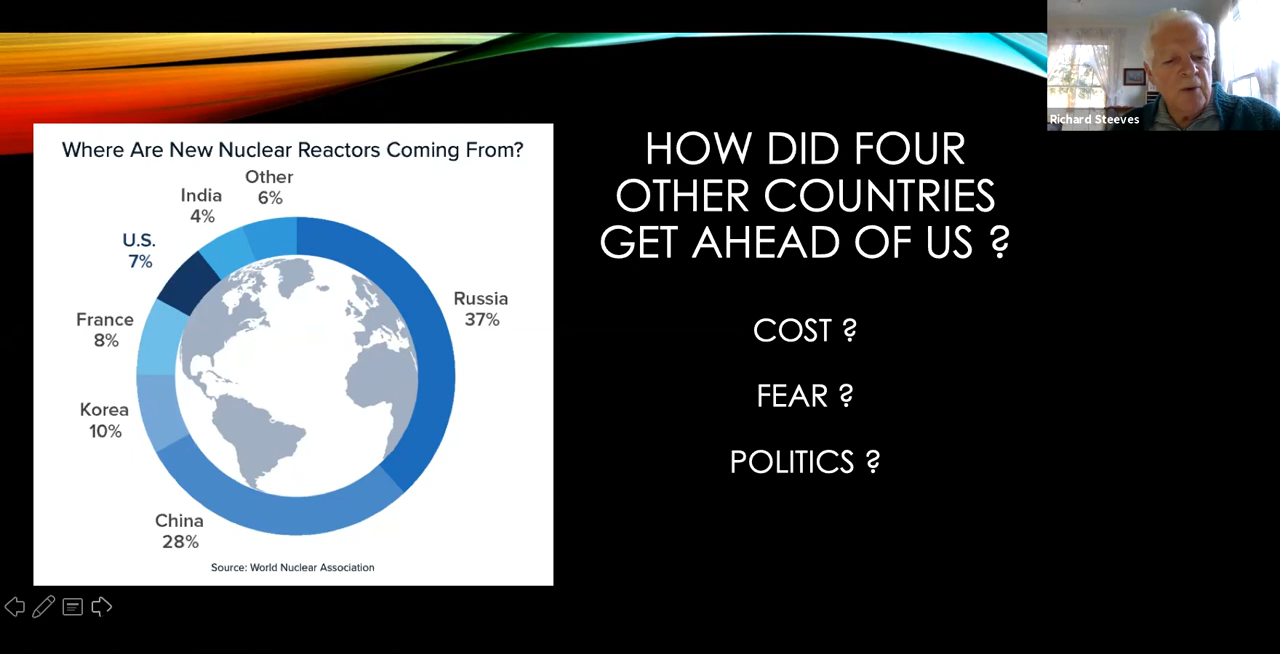 Richard Steeves
Where Are New Nuclear Reactors Coming From?
Other
6%
India
4%
U.S.
7%
Russia
37%
France
8%
Korea
10%
China
28%
Source: World Nuclear Association
HOW DID FOUR
OTHER COUNTRIES
GET AHEAD OF US ?
COST ?
FEAR ?
POLITICS ?